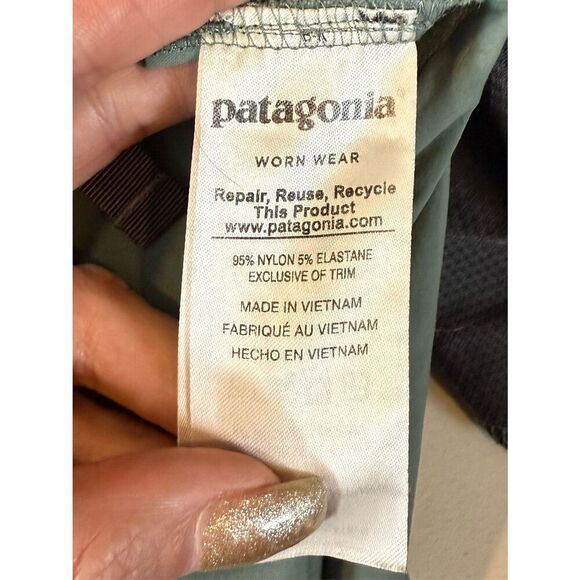 patagonia®
WORN WEAR
Repair, Reuse, Recycle
This Product
www.patagonia.com
95% NYLON 5% ELASTANE
EXCLUSIVE OF TRIM
MADE IN VIETNAM
FABRIQUÉ AU VIETNAM
HECHO EN VIETNAM